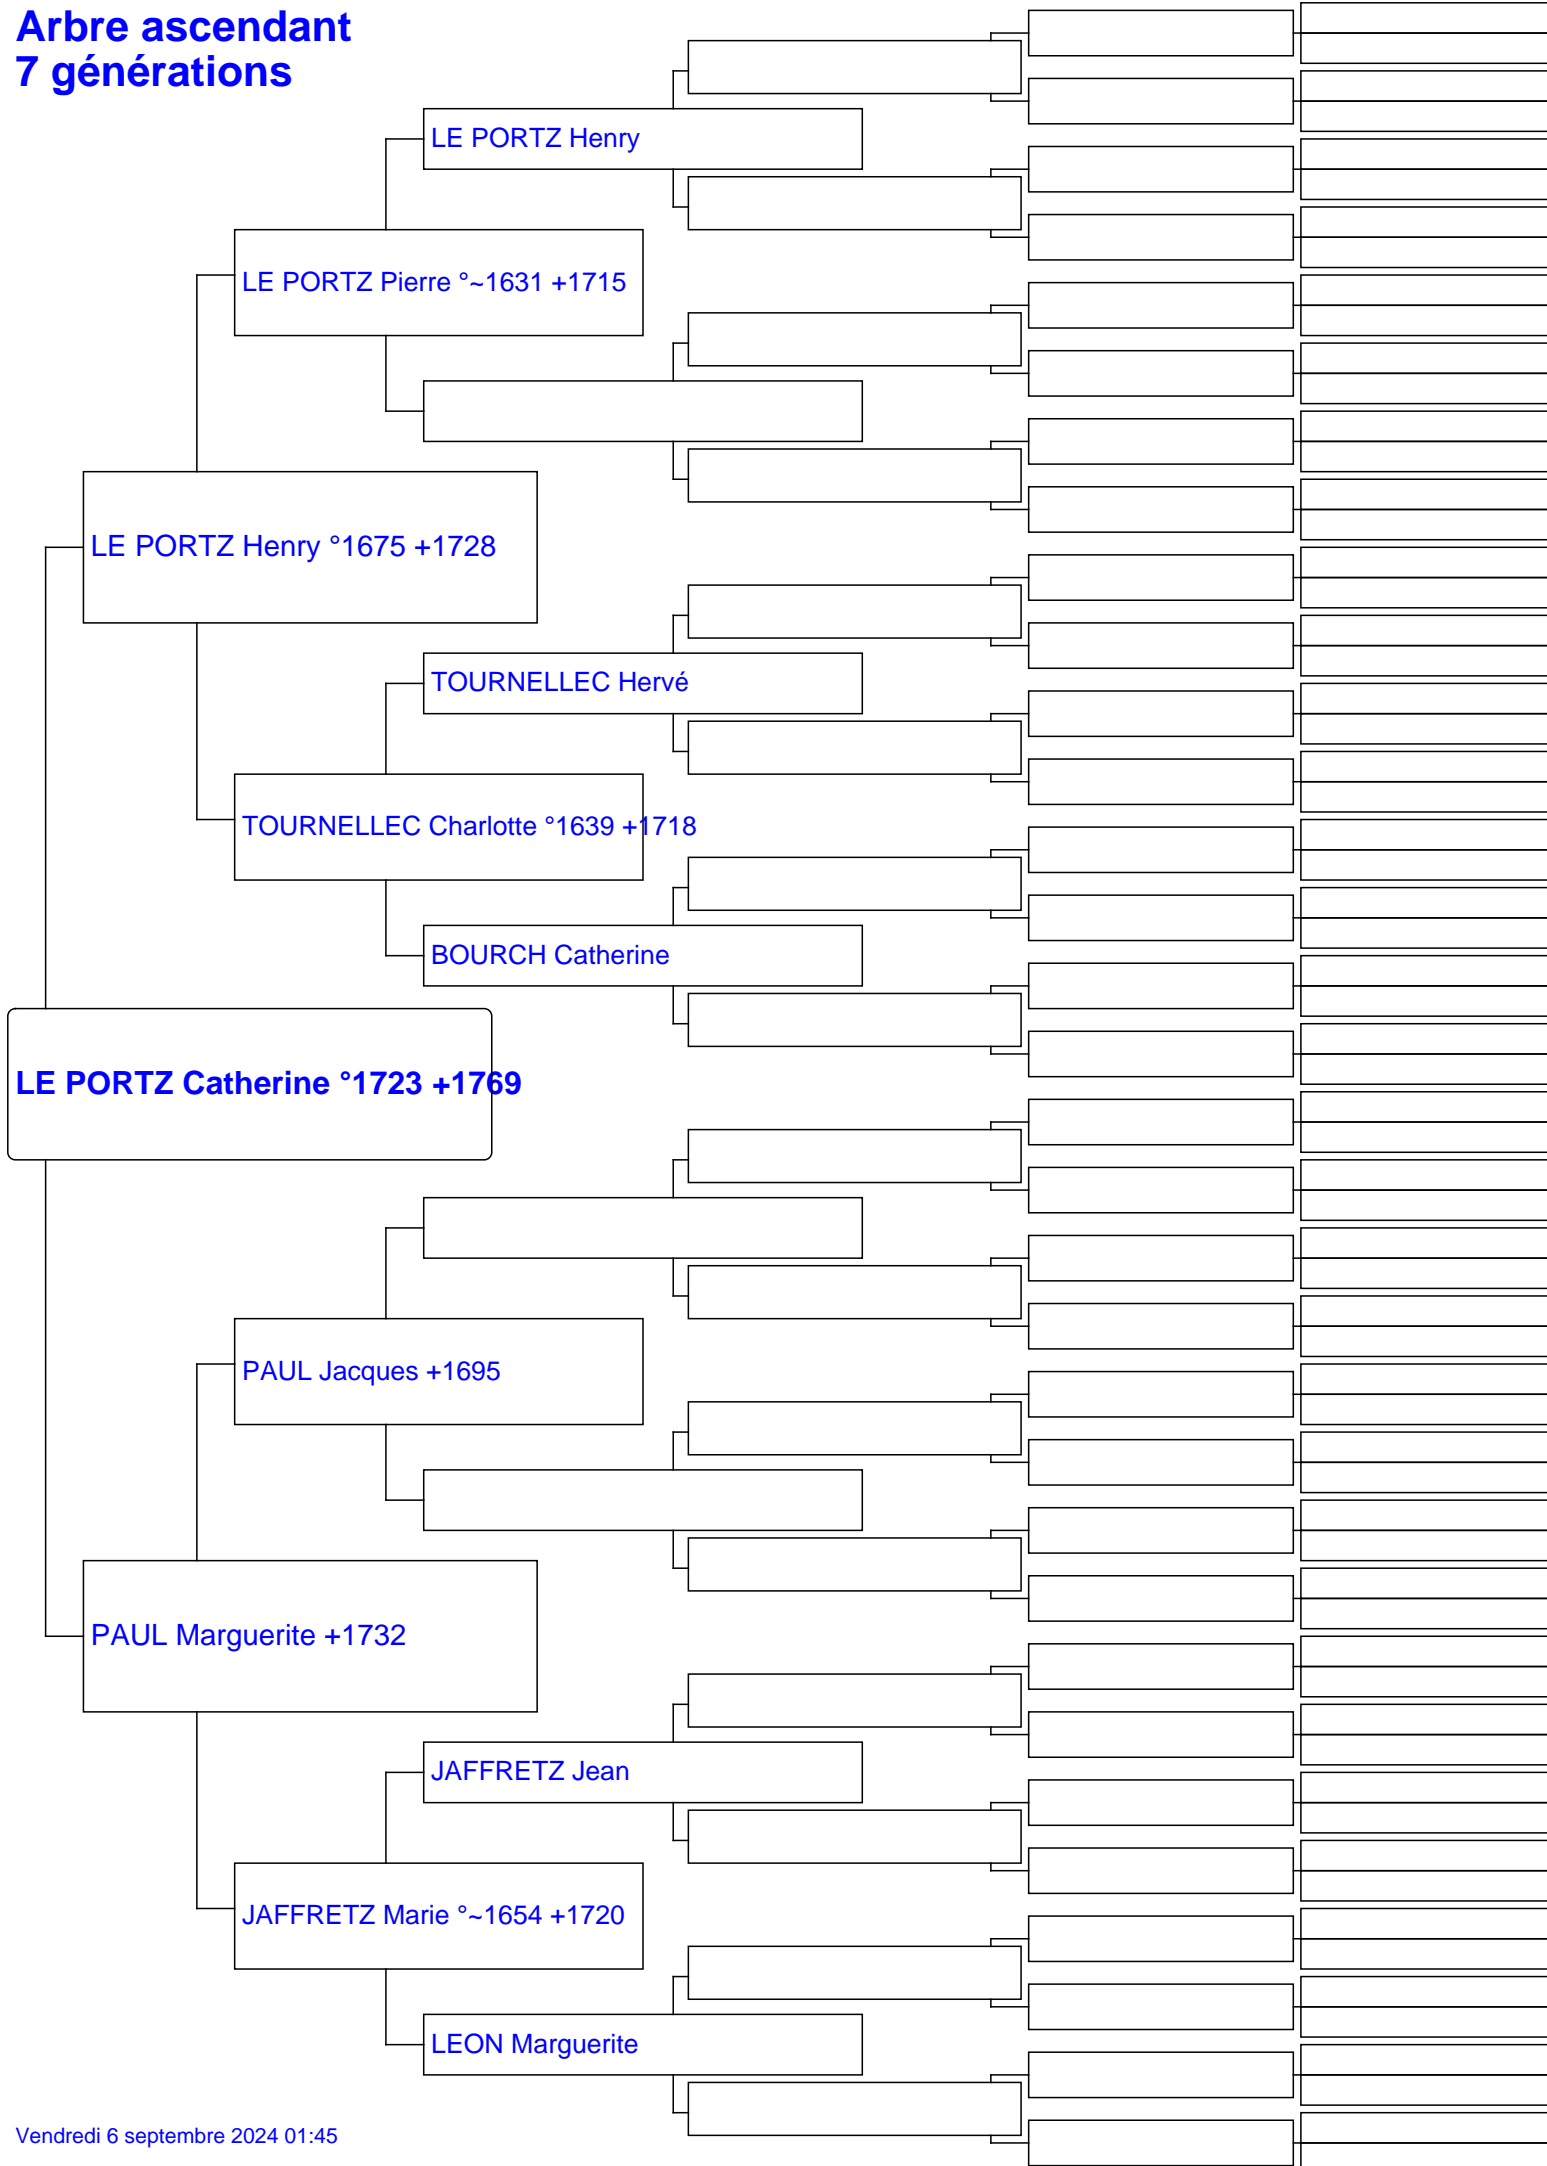 Arbre ascendant
7 générations
LE PORTZ Henry
LE PORTZ Pierre °~1631 +1715
LE PORTZ Henry °1675 +1728
TOURNELLEC Hervé
TOURNELLEC Charlotte °1639 +1718
BOURCH Catherine
LE PORTZ Catherine °1723 +1769
PAUL Jacques +1695
PAUL Marguerite +1732
JAFFRETZ Jean
JAFFRETZ Marie °~1654 +1720
LEON Marguerite
Vendredi 6 septembre 2024 01:45